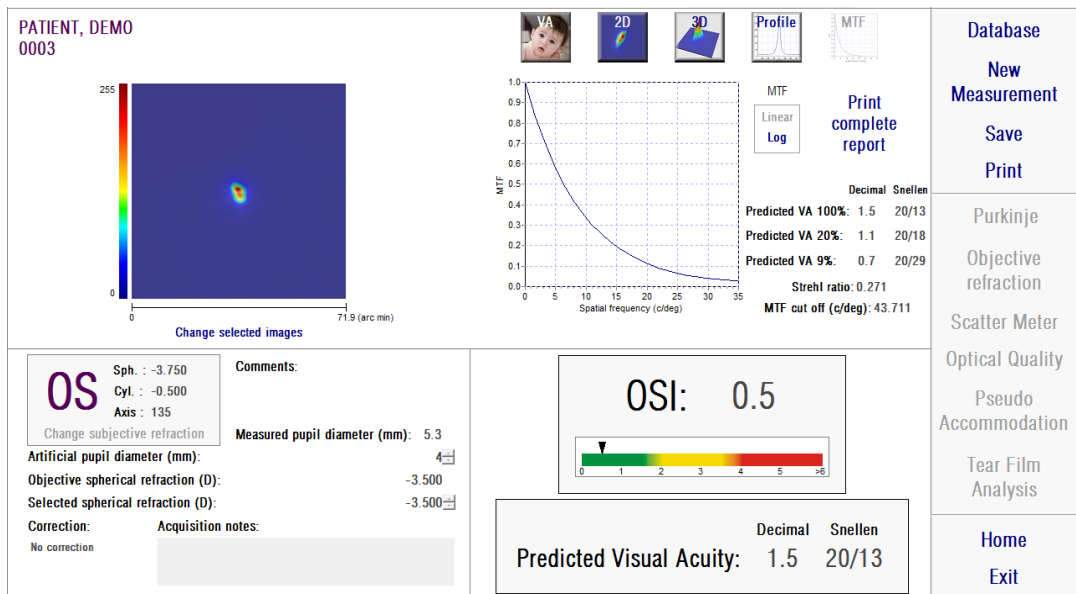 PATIENT, DEMO
0003
255
0
0
71.9 (arc min)
Change selected images
VA
2D
3D
Profile
MTF
1.0
0.9
0.8
0.7
0.6
0.5
0.4
0.3
0.2
0.1
0.0
MTF
0 5 10 15 20 25 30 35
Spatial frequency (c/deg)
MTF
Linear
Log
Print
complete
report
Decimal Snellen
Predicted VA 100%: 1.5 20/13
Predicted VA 20%: 1.1 20/18
Predicted VA 9%: 0.7 20/29
Strehl ratio: 0.271
MTF cut off (c/deg): 43.711
OS
Sph. : -3.750
Cyl. : -0.500
Axis : 135
Change subjective refraction
Comments:
Measured pupil diameter (mm): 5.3
Artificial pupil diameter (mm): 4
Objective spherical refraction (D): -3.500
Selected spherical refraction (D): -3.500
Correction: Acquisition notes:
No correction
OSI: 0.5
0 1 2 3 4 5 >6
Decimal Snellen
Predicted Visual Acuity: 1.5 20/13
Database
New
Measurement
Save
Print
Purkinje
Objective
refraction
Scatter Meter
Optical Quality
Pseudo
Accommodation
Tear Film
Analysis
Home
Exit